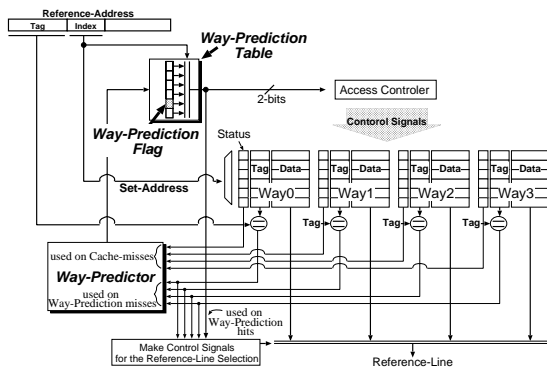 Reference-Address
Tag Index
Way-Prediction
Table
2-bits
Access Controler
Way-Prediction
Flag
Contorol Signals
Status
Set-Address
Tag Data Tag Data Tag Data Tag Data
Way0 Way1 Way2 Way3
Tag Tag Tag
used on Cache-misses
Way-Predictor
used on
Way-Prediction misses
used on
Way-Prediction
hits
Make Control Signals
for the Reference-Line Selection
Reference-Line